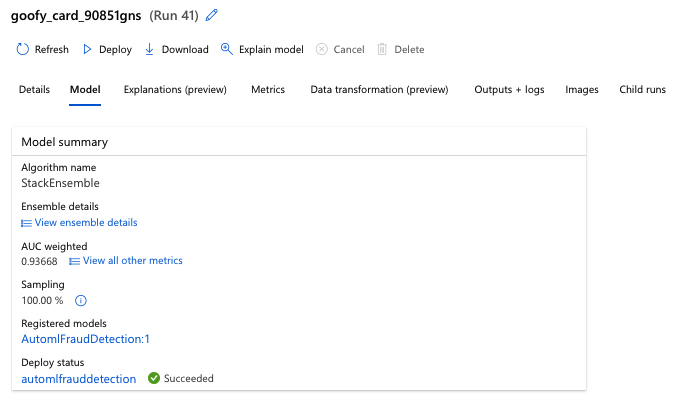 goofy_card_90851gns (Run 41)
Refresh Deploy Download Explain model Cancel Delete
Details Model Explanations (preview) Metrics Data transformation (preview) Outputs + logs Images Child runs
Model summary
Algorithm name
StackEnsemble
Ensemble details
View ensemble details
AUC weighted
0.93668 View all other metrics
Sampling
100.00 %
Registered models
AutomlFraudDetection:1
Deploy status
automlfrauddetection Succeeded